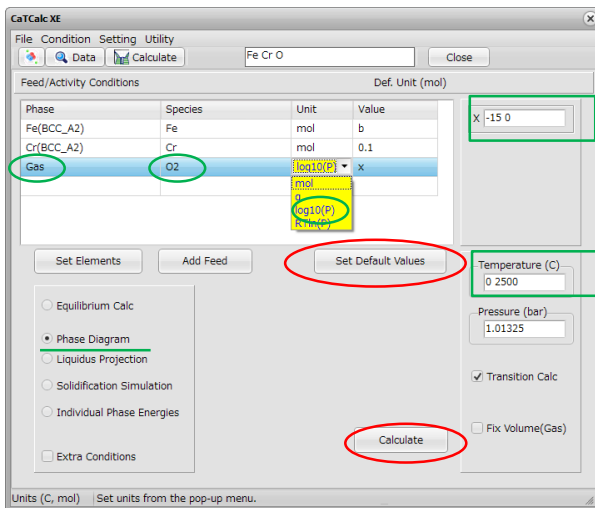 CaTCalc XE
File Condition Setting Utility
Data Calculate Fe Cr O Close
Feed/Activity Conditions Def. Unit (mol)
Phase Species Unit Value
Fe(BCC_A2) Fe mol b
Cr(BCC_A2) Cr mol 0.1
Gas O2 log10(P) x
mol
log10(P)
RTln(P)
X -15 0
Set Elements Add Feed Set Default Values
Temperature (C)
0 2500
Pressure (bar)
1.01325
Equilibrium Calc
Phase Diagram
Liquidus Projection
Solidification Simulation
Individual Phase Energies
Extra Conditions
Transition Calc
Fix Volume(Gas)
Calculate
Units (C, mol) Set units from the pop-up menu.